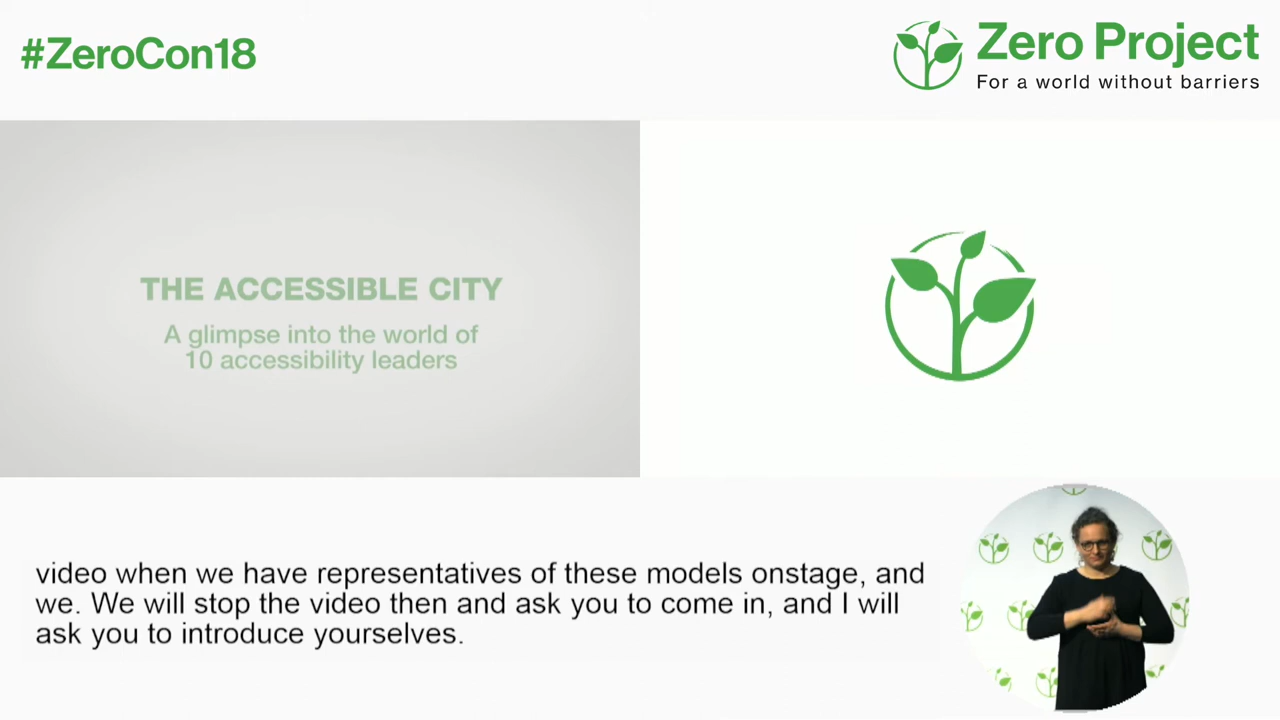 #ZeroCon18
Zero Project
For a world without barriers
THE ACCESSIBLE CITY
A glimpse into the world of
10 accessibility leaders
video when we have representatives of these models onstage, and
we. We will stop the video then and ask you to come in, and I will
ask you to introduce yourselves.